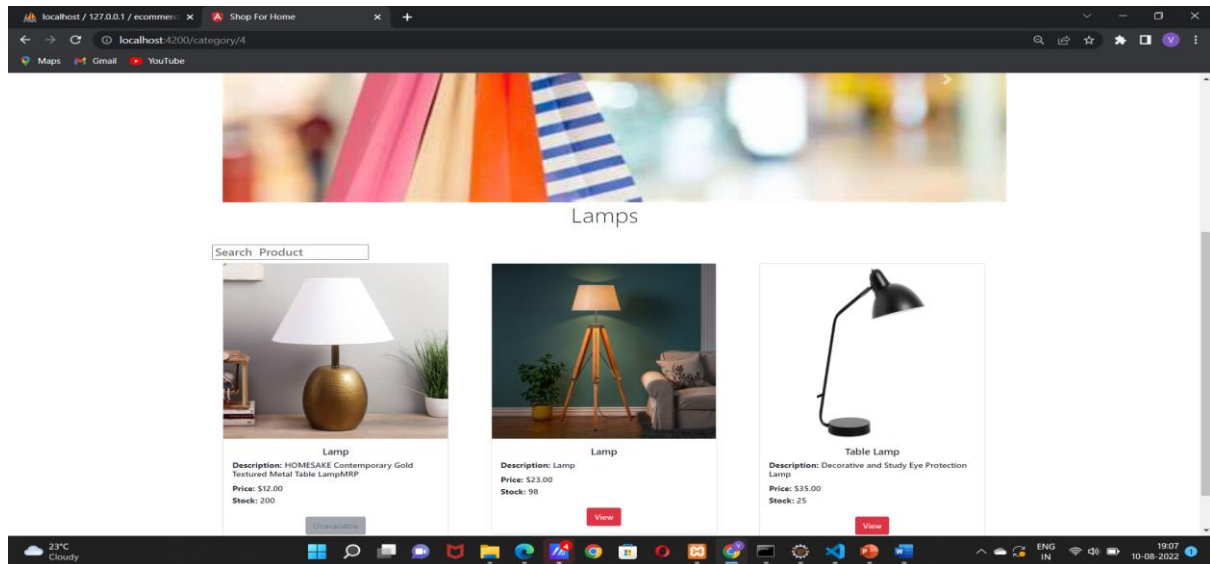 localhost / 127.0.0.1 / ecommerc
Shop For Home
localhost:4200/category/4
V
Maps
Gmail
YouTube
Lamps
Search Product
Lamp
Description: HOMESAKE Contemporary Gold
Textured Metal Table LampMRP
Price: $12.00
Stock: 200
Unavailable
Lamp
Description: Lamp
Price: $23.00
Stock: 98
View
Table Lamp
Description: Decorative and Study Eye Protection
Lamp
Price: $35.00
Stock: 25
View
23°C
Cloudy
ENG
IN
19:07
10-08-2022